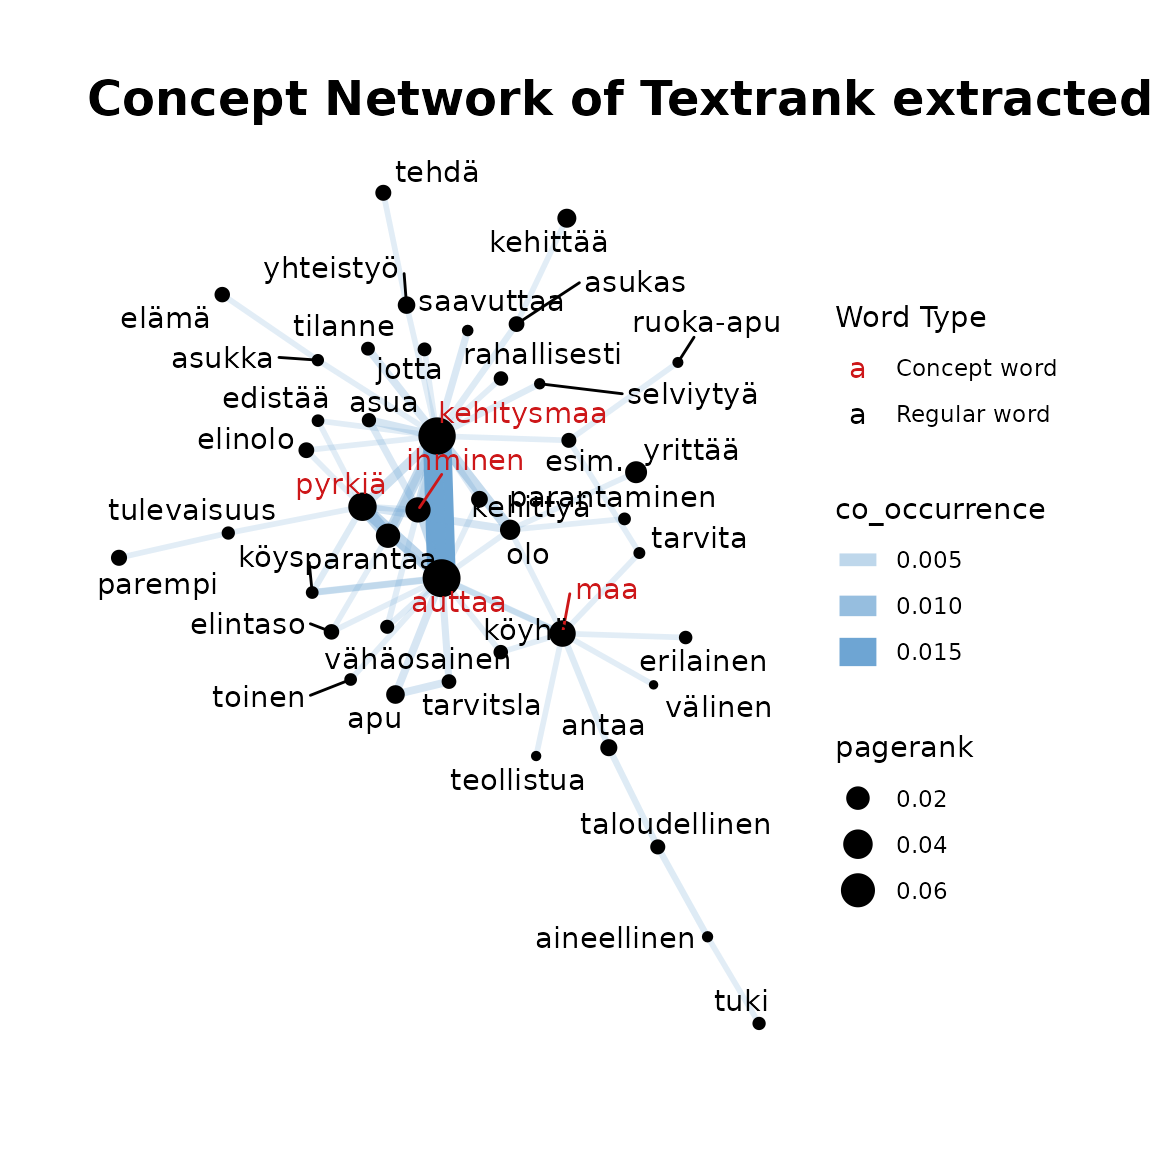 Concept Network of Textrank extracted
tehdä
kehittää
yhteistyö
asukas
saavuttaa
elämä
tilanne
ruoka-apu
asukka
jotta
rahallisesti
edistää
asua
selviytyä
kehitysmaa
elinolo
ihminen
esim.
yrittää
pyrkiä
tulevaisuus
kehittyä
parantaminen
köys
parantaa
olo
tarvita
parempi
auttaa
maa
elintaso
köyhä
vähäosainen
erilainen
toinen
apu
tarvitsla
välinen
antaa
teollistua
taloudellinen
aineellinen
tuki
Word Type
a Concept word
a Regular word
co_occurrence
0.005
0.010
0.015
pagerank
0.02
0.04
0.06